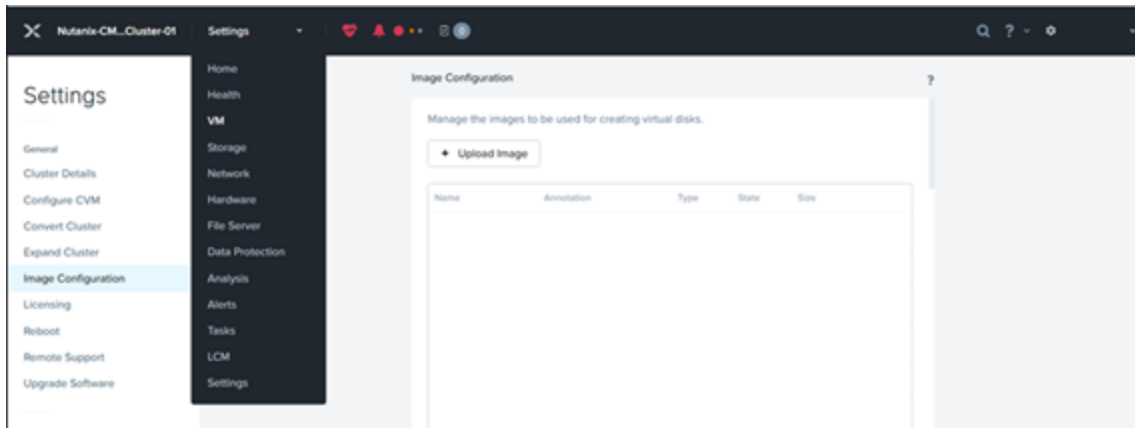 Nutanix-CM...Cluster-01 Settings ?
Settings
General
Cluster Details
Configure CVM
Convert Cluster
Expand Cluster
Image Configuration
Licensing
Reboot
Remote Support
Upgrade Software
Home
Health
VM
Storage
Network
Hardware
File Server
Data Protection
Analysis
Alerts
Tasks
LCM
Settings
Image Configuration ?
Manage the images to be used for creating virtual disks.
+ Upload Image
Name Annotation Type State Size